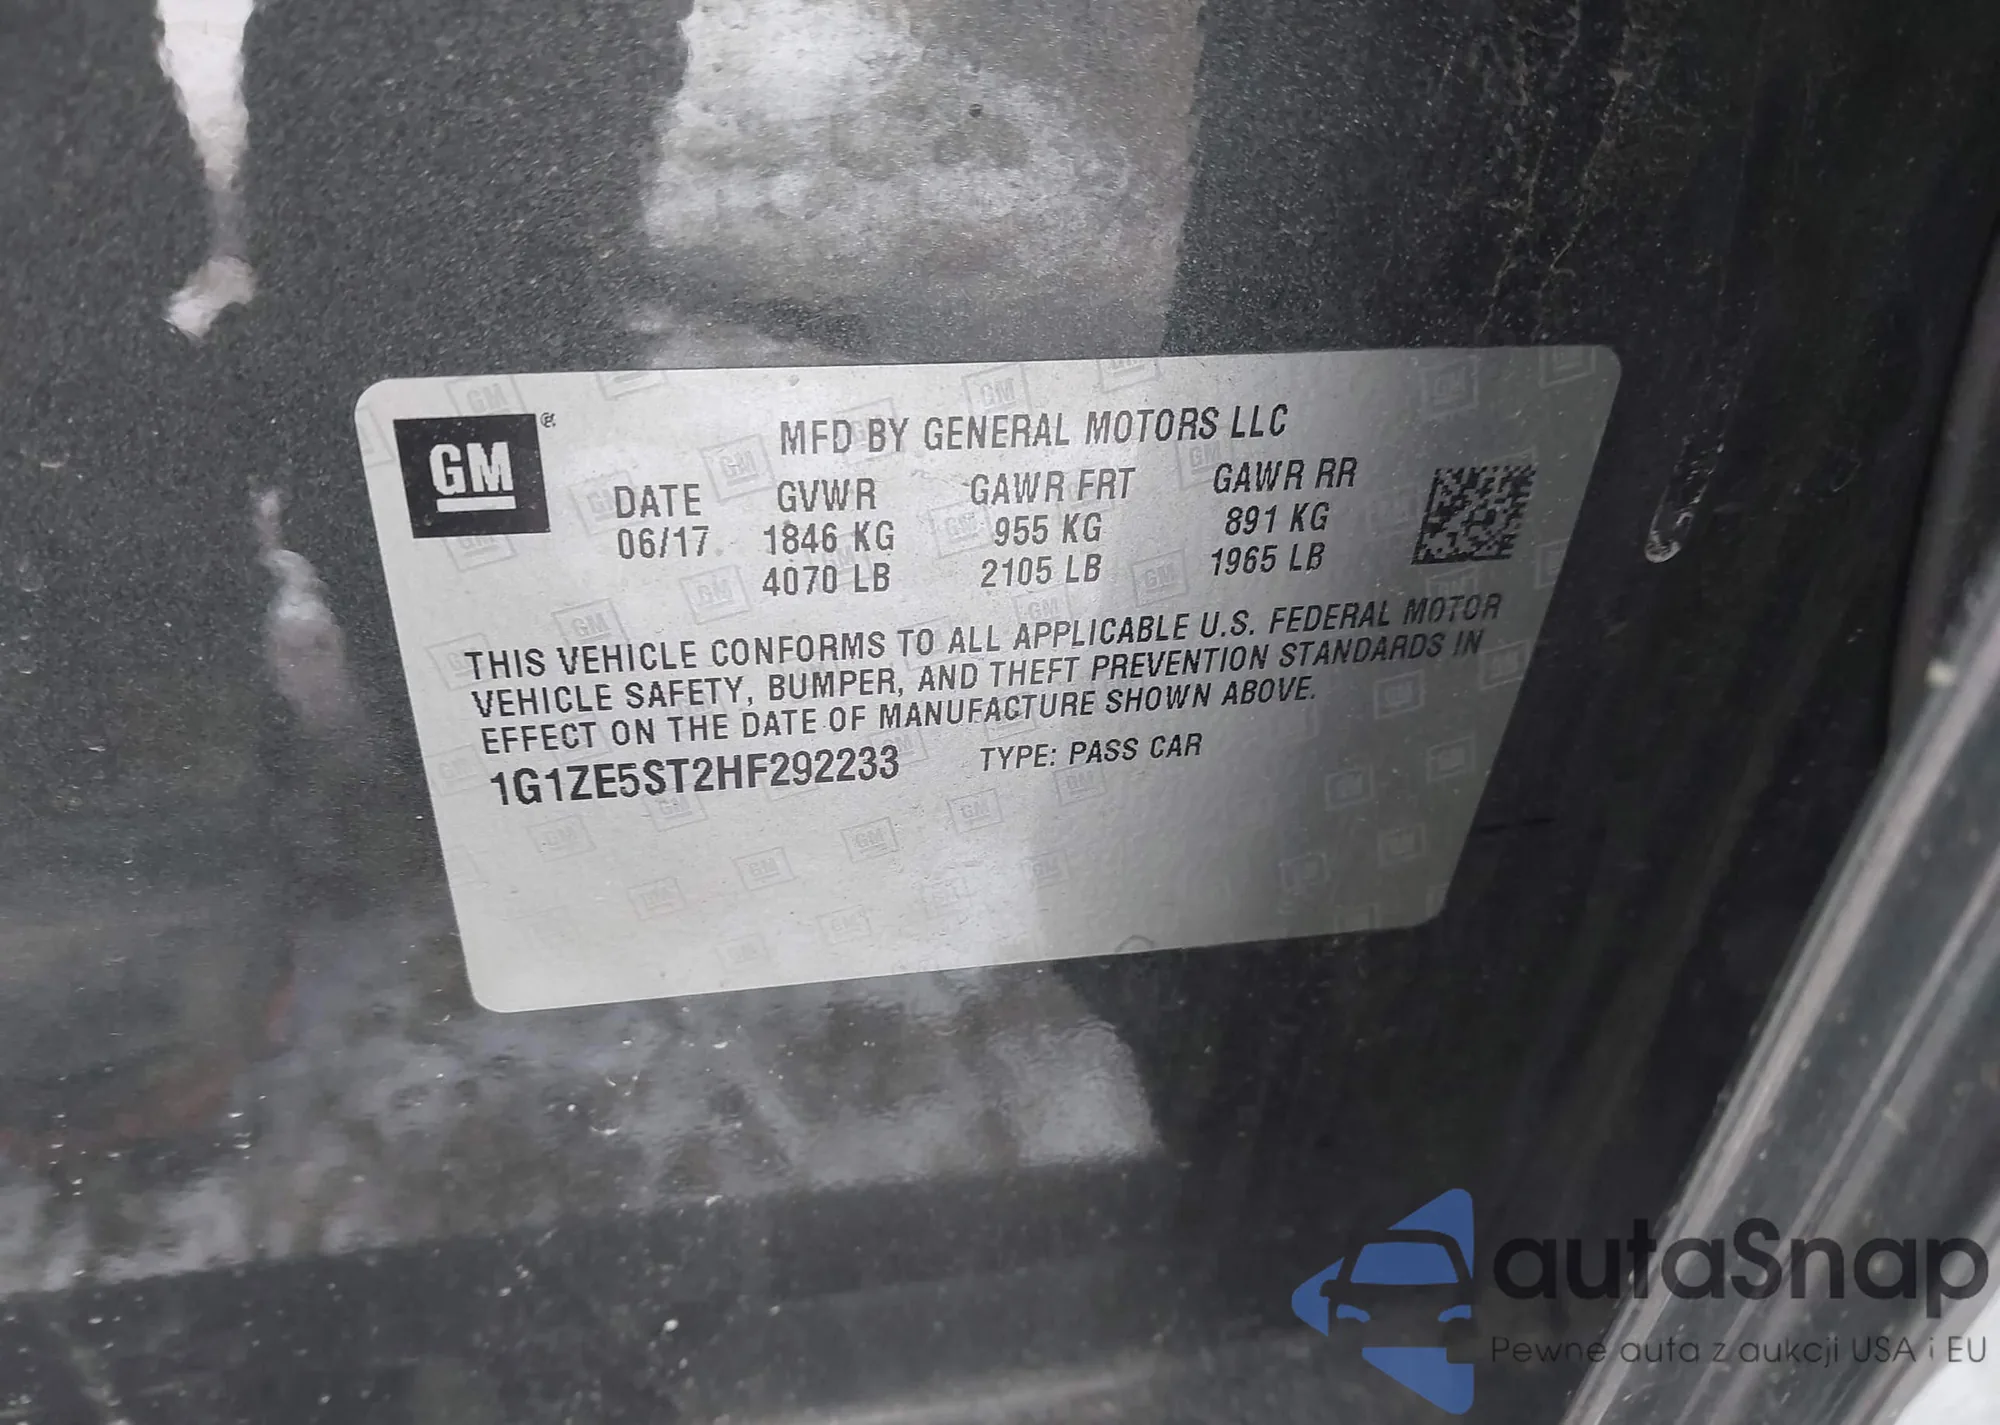 GM®
MFD BY GENERAL MOTORS LLC
DATE GVWR GAWR FRT GAWR RR
06/17 1846 KG 955 KG 891 KG
4070 LB 2105 LB 1965 LB
THIS VEHICLE CONFORMS TO ALL APPLICABLE U.S. FEDERAL MOTOR
VEHICLE SAFETY, BUMPER, AND THEFT PREVENTION STANDARDS IN
EFFECT ON THE DATE OF MANUFACTURE SHOWN ABOVE.
1G1ZE5ST2HF292233 TYPE: PASS CAR
autaSnap
Pewne auta z aukcji USA i EU